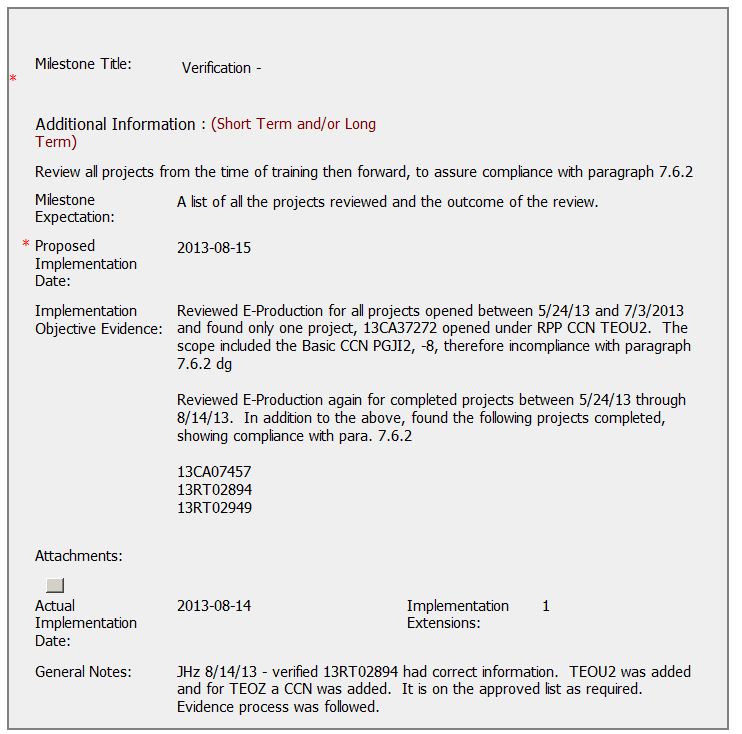 Milestone Title: Verification -
*
Additional Information : (Short Term and/or Long
Term)
Review all projects from the time of training then forward, to assure compliance with paragraph 7.6.2
Milestone
Expectation:
A list of all the projects reviewed and the outcome of the review.
* Proposed
Implementation
Date:
2013-08-15
Implementation
Objective Evidence:
Reviewed E-Production for all projects opened between 5/24/13 and 7/3/2013
and found only one project, 13CA37272 opened under RPP CCN TEOU2. The
scope included the Basic CCN PGJI2, -8, therefore incompliance with paragraph
7.6.2 dg
Reviewed E-Production again for completed projects between 5/24/13 through
8/14/13. In addition to the above, found the following projects completed,
showing compliance with para. 7.6.2
13CA07457
13RT02894
13RT02949
Attachments:
Actual
Implementation
Date:
2013-08-14
Implementation
Extensions:
1
General Notes:
JHz 8/14/13 - verified 13RT02894 had correct information. TEOU2 was added
and for TEOZ a CCN was added. It is on the approved list as required.
Evidence process was followed.